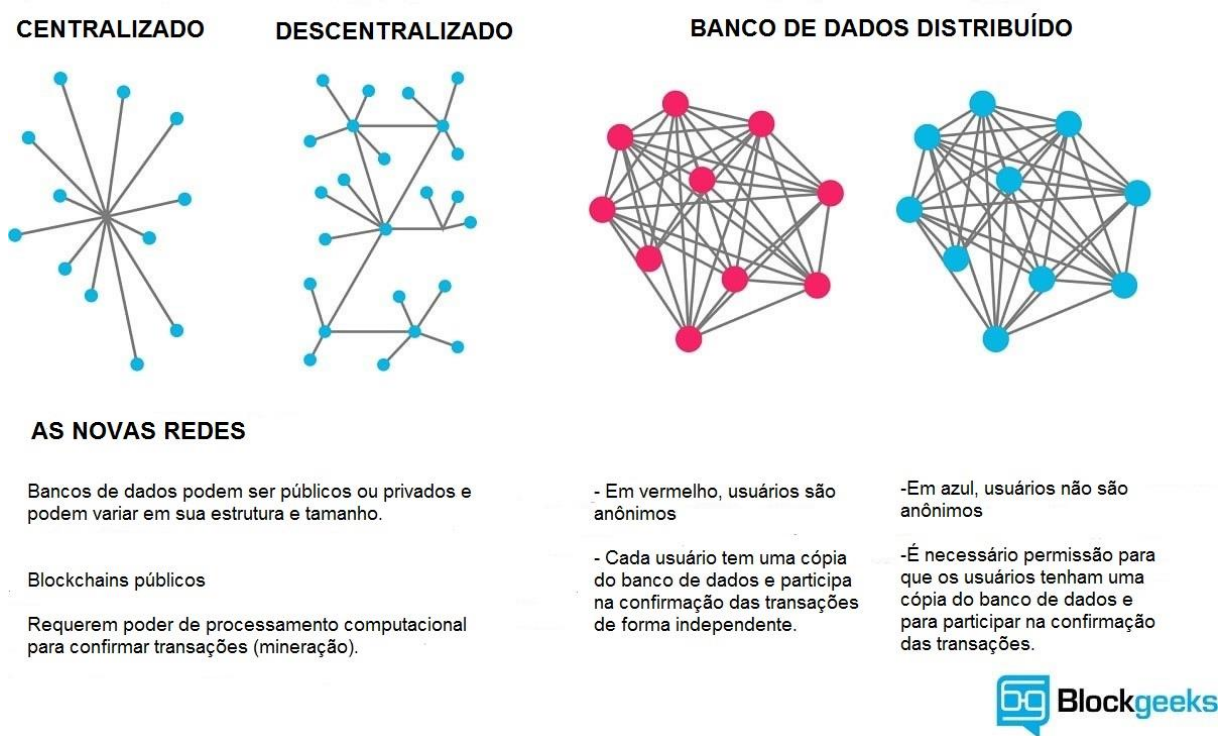 CENTRALIZADO
DESCENTRALIZADO
BANCO DE DADOS DISTRIBUÍDO
AS NOVAS REDES
Bancos de dados podem ser públicos ou privados e
podem variar em sua estrutura e tamanho.
Blockchains públicos
Requerem poder de processamento computacional
para confirmar transações (mineração).
- Em vermelho, usuários são
anônimos
- Cada usuário tem uma cópia
do banco de dados e participa
na confirmação das transações
de forma independente.
-Em azul, usuários não são
anônimos
-É necessário permissão para
que os usuários tenham uma
cópia do banco de dados e
para participar na confirmação
das transações.
Blockgeeks